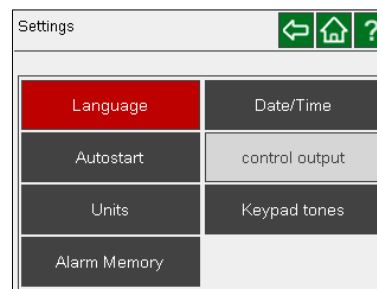 Settings
?
Language
Date/Time
Autostart
control output
Units
Keypad tones
Alarm Memory